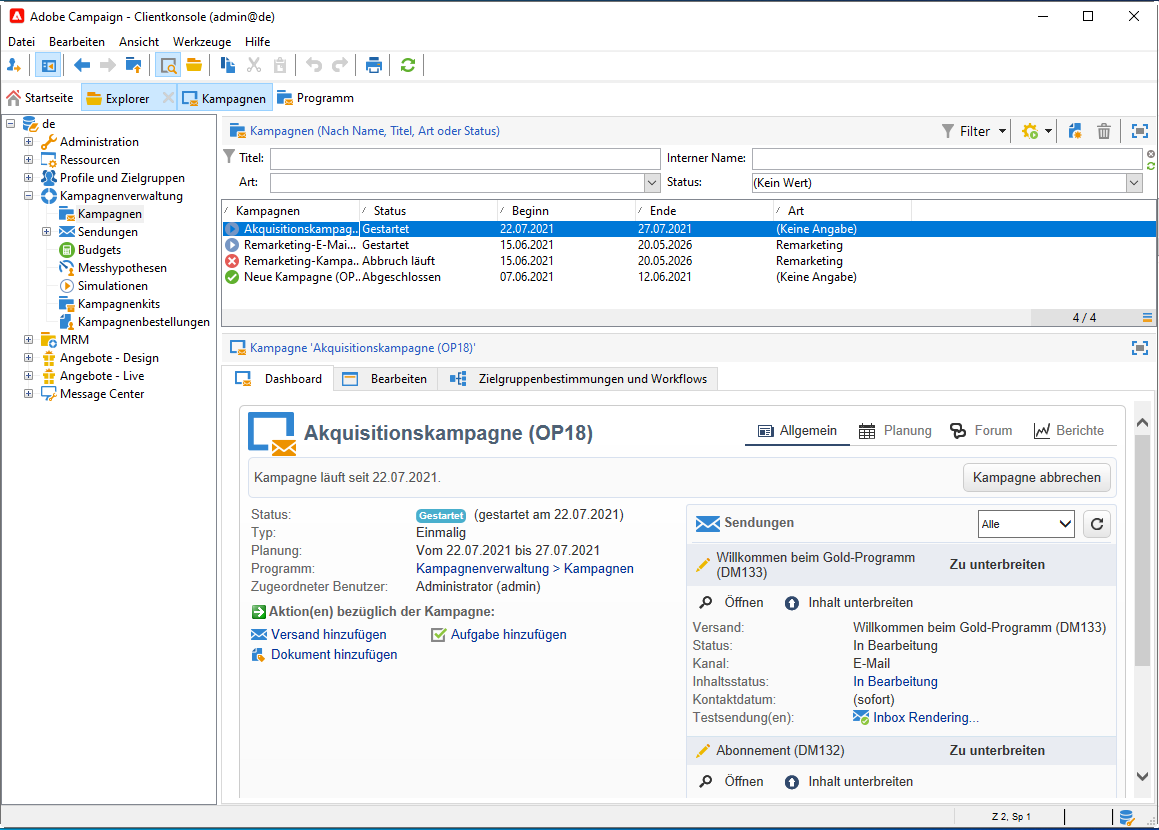 Adobe Campaign - Clientkonsole (admin@de)
Datei Bearbeiten Ansicht Werkzeuge Hilfe
Startseite Explorer Kampagnen Programm
de
Administration
Ressourcen
Profile und Zielgruppen
Kampagnenverwaltung
Kampagnen
Sendungen
Budgets
Messhypothesen
Simulationen
Kampagnenkits
Kampagnenbestellungen
MRM
Angebote - Design
Angebote - Live
Message Center
Kampagnen (Nach Name, Titel, Art oder Status)
Filter
Titel: Interner Name:
Art: Status: (Kein Wert)
Kampagnen Status Beginn Ende Art
Akquisitionskampag... Gestartet 22.07.2021 27.07.2021 (Keine Angabe)
Remarketing-E-Mai... Gestartet 15.06.2021 20.05.2026 Remarketing
Remarketing-Kampa... Abbruch läuft 15.06.2021 20.05.2026 Remarketing
Neue Kampagne (OP... Abgeschlossen 07.06.2021 12.06.2021 (Keine Angabe)
4 / 4
Kampagne 'Akquisitionskampagne (OP18)'
Dashboard Bearbeiten Zielgruppenbestimmungen und Workflows
Akquisitionskampagne (OP18)
Allgemein Planung Forum Berichte
Kampagne läuft seit 22.07.2021.
Kampagne abbrechen
Status: Gestartet (gestartet am 22.07.2021)
Typ: Einmalig
Planung: Vom 22.07.2021 bis 27.07.2021
Programm: Kampagnenverwaltung > Kampagnen
Zugeordneter Benutzer: Administrator (admin)
Aktion(en) bezüglich der Kampagne:
Versand hinzufügen Aufgabe hinzufügen
Dokument hinzufügen
Sendungen Alle
Willkommen beim Gold-Programm
(DM133)
Zu unterbreiten
Öffnen Inhalt unterbreiten
Versand: Willkommen beim Gold-Programm (DM133)
Status: In Bearbeitung
Kanal: E-Mail
Inhaltsstatus: In Bearbeitung
Kontaktdatum: (sofort)
Testsendung(en): Inbox Rendering...
Abonnement (DM132) Zu unterbreiten
Öffnen Inhalt unterbreiten
Z 2, Sp 1